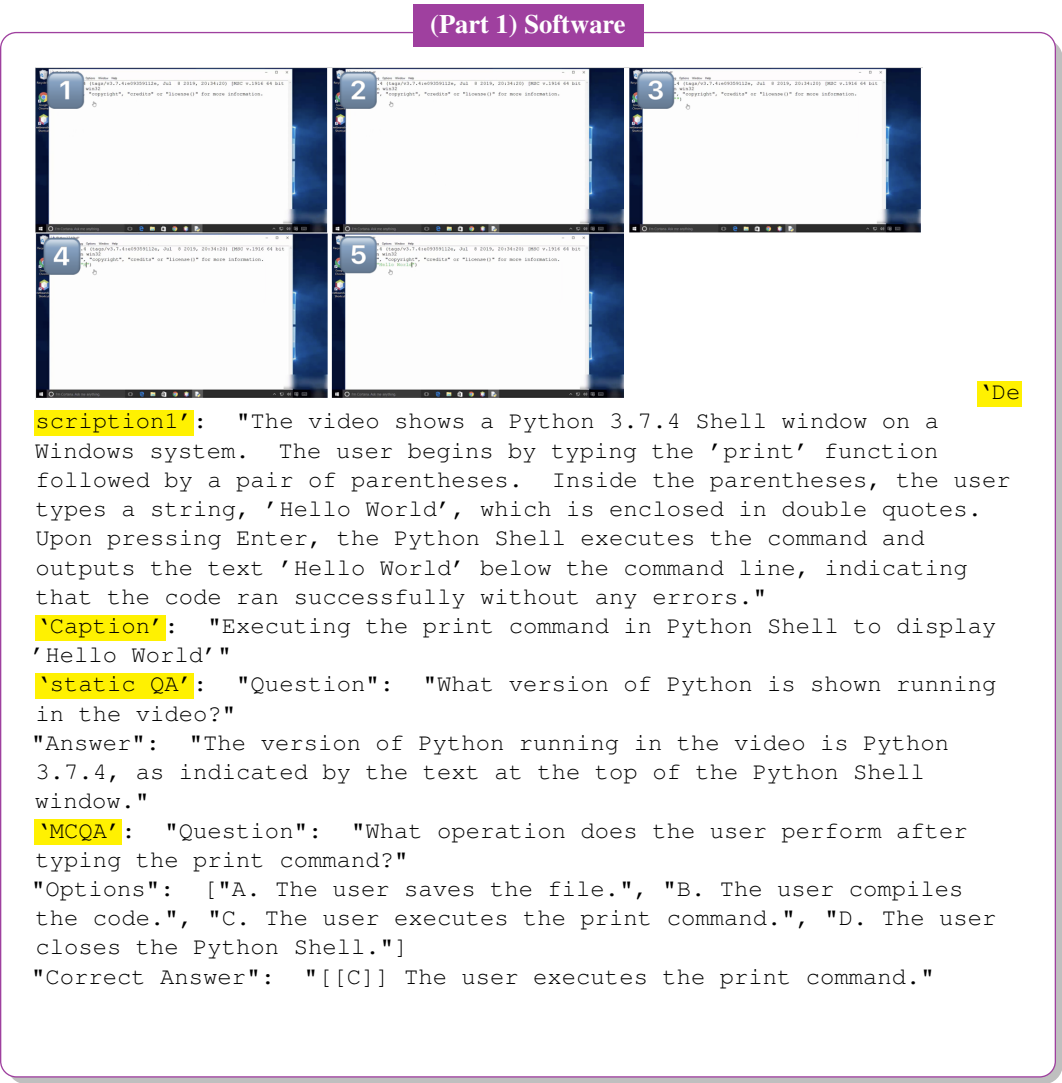 (Part 1) Software
1
2
3
4
5
‘De
scription1’: "The video shows a Python 3.7.4 Shell window on a
Windows system. The user begins by typing the ’print’ function
followed by a pair of parentheses. Inside the parentheses, the user
types a string, ’Hello World’, which is enclosed in double quotes.
Upon pressing Enter, the Python Shell executes the command and
outputs the text ’Hello World’ below the command line, indicating
that the code ran successfully without any errors."
‘Caption’: "Executing the print command in Python Shell to display
’Hello World’"
‘static QA’: "Question": "What version of Python is shown running
in the video?"
"Answer": "The version of Python running in the video is Python
3.7.4, as indicated by the text at the top of the Python Shell
window."
‘MCQA’: "Question": "What operation does the user perform after
typing the print command?"
"Options": ["A. The user saves the file.", "B. The user compiles
the code.", "C. The user executes the print command.", "D. The user
closes the Python Shell."]
"Correct Answer": "[[C]] The user executes the print command."